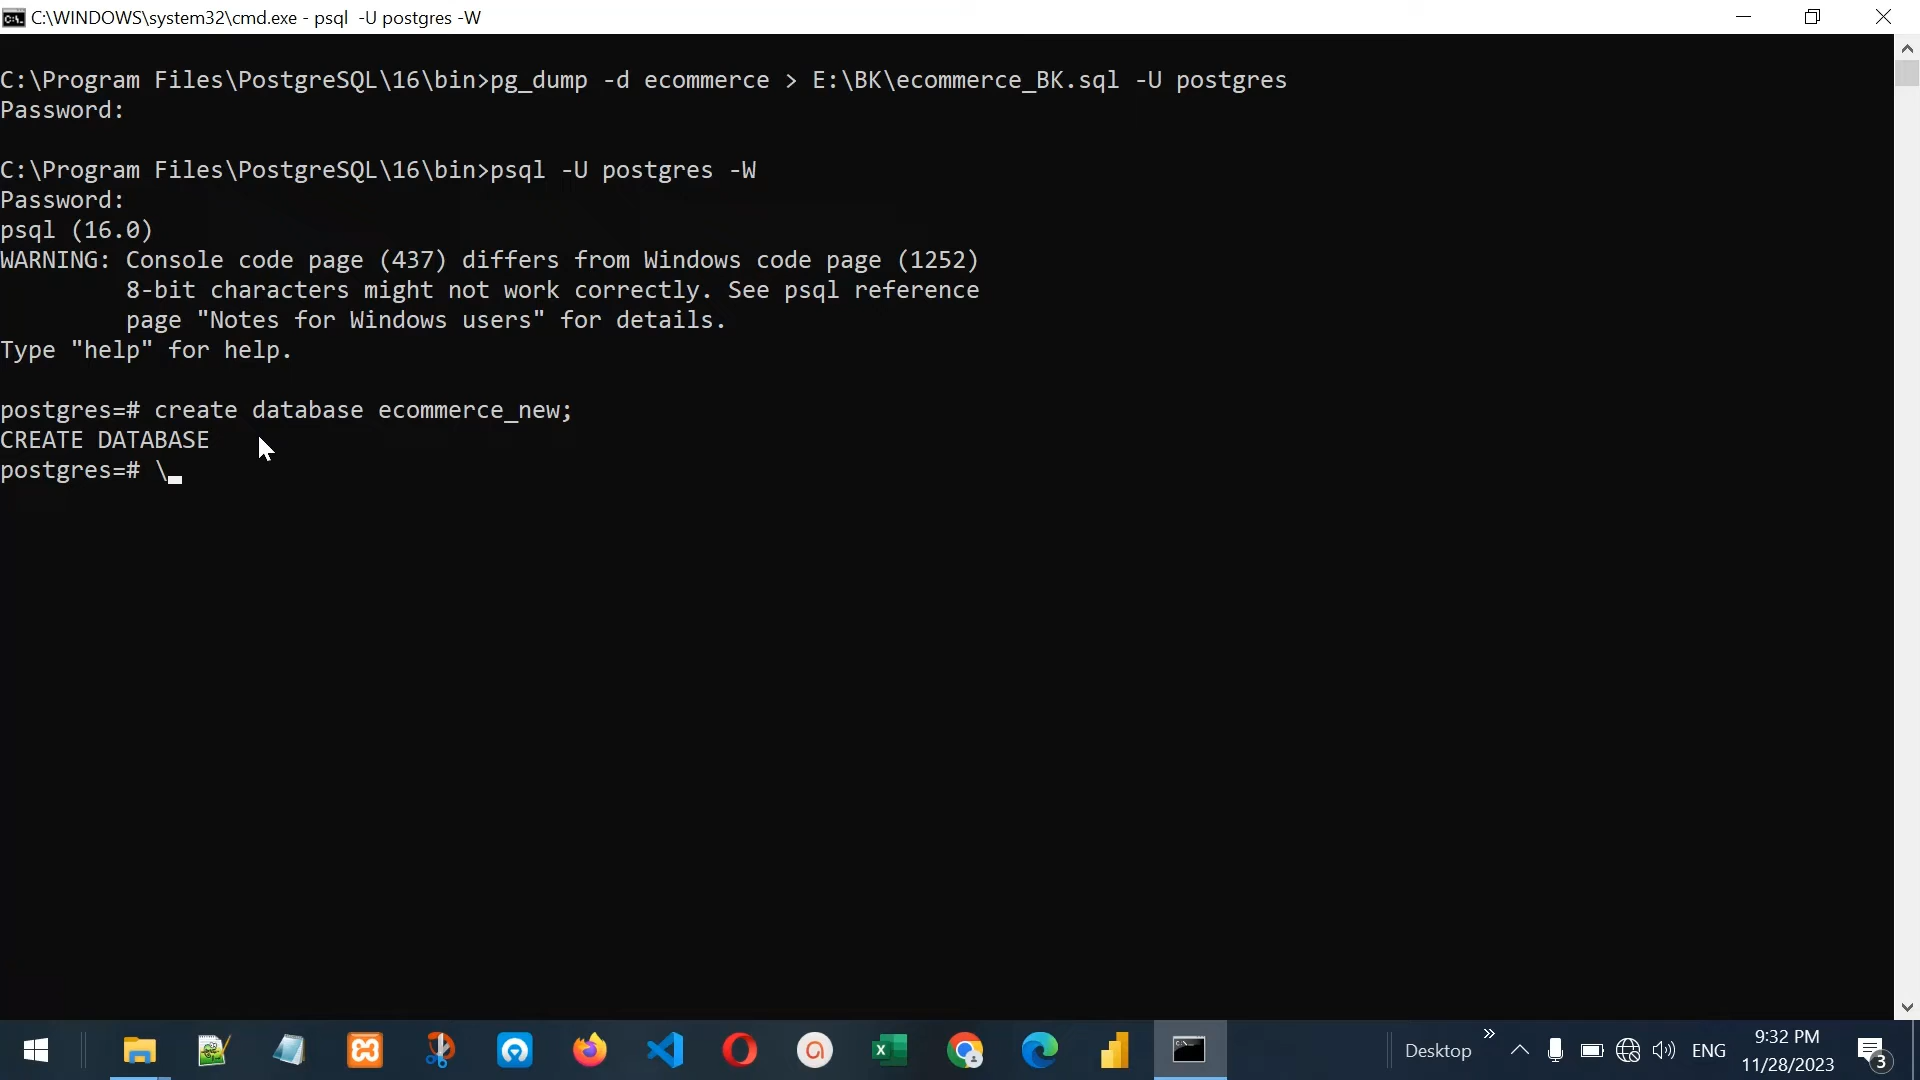 C:\WINDOWS\system32\cmd.exe - psql  -U postgres -W
C:\Program Files\PostgreSQL\16\bin>pg_dump -d ecommerce > E:\BK\ecommerce_BK.sql -U postgres
Password:
C:\Program Files\PostgreSQL\16\bin>psql -U postgres -W
Password:
psql (16.0)
WARNING: Console code page (437) differs from Windows code page (1252)
         8-bit characters might not work correctly. See psql reference
         page "Notes for Windows users" for details.
Type "help" for help.
postgres=# create database ecommerce_new;
CREATE DATABASE
postgres=# \
Desktop
ENG
9:32 PM
11/28/2023
3